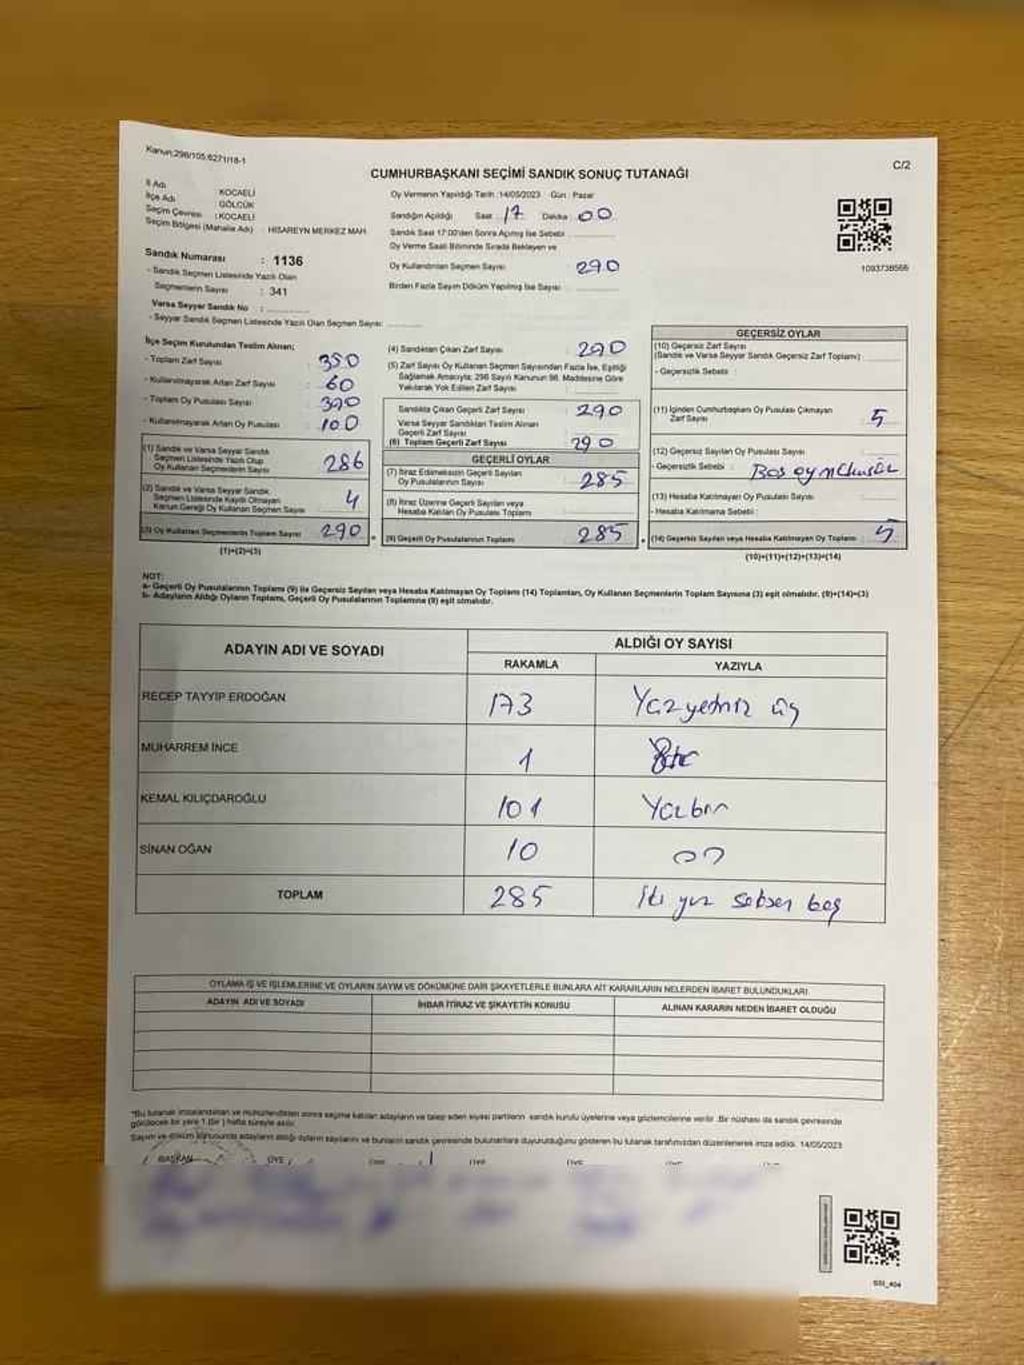 Kanun;298/105;6271/18-1
C/2
CUMHURBAŞKANI SEÇİMİ SANDIK SONUÇ TUTANAĞI
İl Adı : KOCAELİ
İlçe Adı : GÖLCÜK
Seçim Çevresi : KOCAELİ
Seçim Bölgesi (Mahalle Adı) : HISAREYN MERKEZ MAH.
Sandık Numarası : 1136
- Sandık Seçmen Listesinde Yazılı Olan
Seçmenlerin Sayısı : 341
Varsa Seyyar Sandık No :
- Seyyar Sandık Seçmen Listesinde Yazılı Olan Seçmen Sayısı :
Oy Vermenin Yapıldığı Tarih :14/05/2023 Gün : Pazar
Sandığın Açıldığı Saat : 17 Dakika : 00
Sandık Saat 17:00'den Sonra Açılmış İse Sebebi :
Oy Verme Saati Bitiminde Sırada Bekleyen ve
Oy Kullandırılan Seçmen Sayısı : 290
Birden Fazla Sayım Döküm Yapılmış İse Sayısı :
1093738566
İlçe Seçim Kurulundan Teslim Alınan;
- Toplam Zarf Sayısı : 350
- Kullanılmayarak Artan Zarf Sayısı : 60
- Toplam Oy Pusulası Sayısı : 390
- Kullanılmayarak Artan Oy Pusulası : 100
(1) Sandık ve Varsa Seyyar Sandık
Seçmen Listesinde Yazılı Olup
Oy Kullanan Seçmenlerin Sayısı 286
(2) Sandık ve Varsa Seyyar Sandık
Seçmen Listesinde Kayıtlı Olmayan
Kanun Gereği Oy Kullanan Seçmen Sayısı 4
(3) Oy Kullanan Seçmenlerin Toplam Sayısı 290
(1)+(2)=(3)
(4) Sandıktan Çıkan Zarf Sayısı : 290
(5) Zarf Sayısı Oy Kullanan Seçmen Sayısından Fazla İse, Eşitliği
Sağlamak Amacıyla; 298 Sayılı Kanunun 98. Maddesine Göre
Yakılarak Yok Edilen Zarf Sayısı :
Sandıkta Çıkan Geçerli Zarf Sayısı : 290
Varsa Seyyar Sandıktan Teslim Alınan
Geçerli Zarf Sayısı :
(6) Toplam Geçerli Zarf Sayısı : 290
GEÇERLİ OYLAR
(7) İtiraz Edilmeksizin Geçerli Sayılan
Oy Pusulalarının Sayısı : 285
(8) İtiraz Üzerine Geçerli Sayılan veya
Hesaba Katılan Oy Pusulası Toplamı :
(9) Geçerli Oy Pusulalarının Toplamı : 285
GEÇERSİZ OYLAR
(10) Geçersiz Zarf Sayısı
(Sandık ve Varsa Seyyar Sandık Geçersiz Zarf Toplamı) :
- Geçersizlik Sebebi :
(11) İçinden Cumhurbaşkanı Oy Pusulası Çıkmayan
Zarf Sayısı : 5
(12) Geçersiz Sayılan Oy Pusulası Sayısı :
- Geçersizlik Sebebi : Boş oy
(13) Hesaba Katılmayan Oy Pusulası Sayısı :
- Hesaba Katılmama Sebebi :
(14) Geçersiz Sayılan veya Hesaba Katılmayan Oy Toplamı : 5
(10)+(11)+(12)+(13)=(14)
NOT:
a- Geçerli Oy Pusulalarının Toplamı (9) ile Geçersiz Sayılan veya Hesaba Katılmayan Oy Toplamı (14) Toplamları, Oy Kullanan Seçmenlerin Toplam Sayısına (3) eşit olmalıdır. (9)+(14)=(3)
b- Adayların Aldığı Oyların Toplamı, Geçerli Oy Pusulalarının Toplamına (9) eşit olmalıdır.
ADAYIN ADI VE SOYADI ALDIĞI OY SAYISI
RAKAMLA YAZIYLA
RECEP TAYYİP ERDOĞAN 173 Yüzyetmiş üç
MUHARREM İNCE 1 Bir
KEMAL KILIÇDAROĞLU 101 Yüzbir
SİNAN OĞAN 10 on
TOPLAM 285 İki yüz seksen beş
OYLAMA İŞ VE İŞLEMLERİNE VE OYLARIN SAYIM VE DÖKÜMÜNE DAİR ŞİKAYETLERLE BUNLARA AİT KARARLARIN NELERDEN İBARET BULUNDUKLARI
ADAYIN ADI VE SOYADI İHBAR İTİRAZ VE ŞİKAYETİN KONUSU ALINAN KARARIN NEDEN İBARET OLDUĞU
*Bu tutanak imzalandıktan ve mühürlendikten sonra seçime katılan adayların ve talep eden siyasi partilerin sandık kurulu üyelerine veya gözlemcilerine verilir. Bir nüshası da sandık çevresinde
görülecek bir yere 1 (Bir) hafta süreyle asılır.
Sayım ve döküm sonucunda adayların aldığı oyların sayılarını ve bunların sandık çevresinde bulunanlara duyurulduğunu gösteren bu tutanak tarafımızdan düzenlenerek imza edildi. 14/05/2023
BAŞKAN ÜYE ÜYE ÜYE ÜYE ÜYE ÜYE